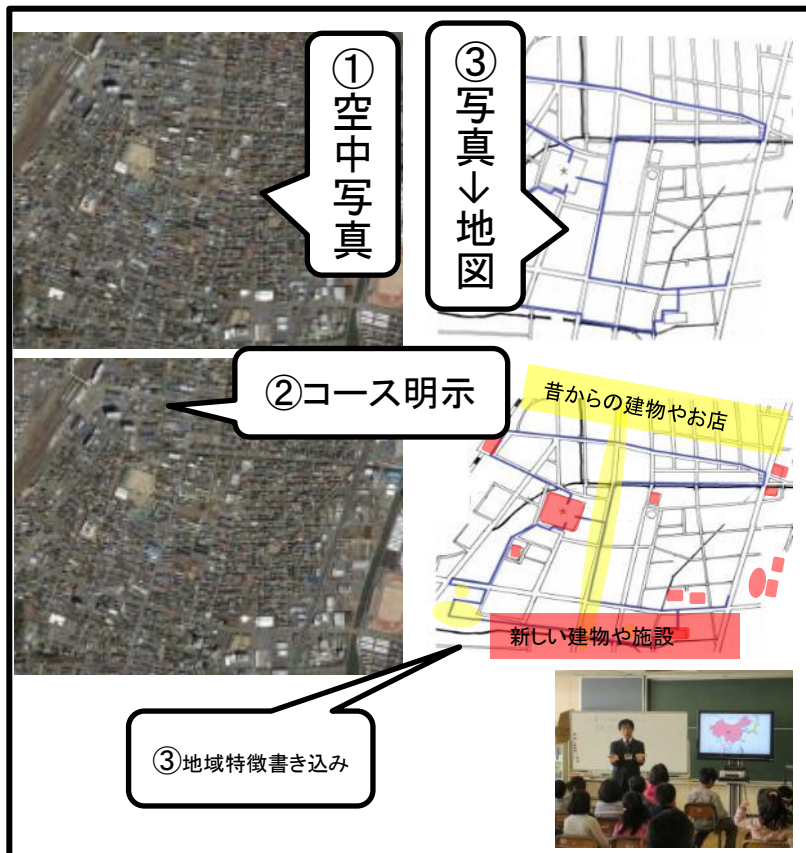 ①空中写真
③写真→地図
②コース明示
昔からの建物やお店
新しい建物や施設
③地域特徴書き込み